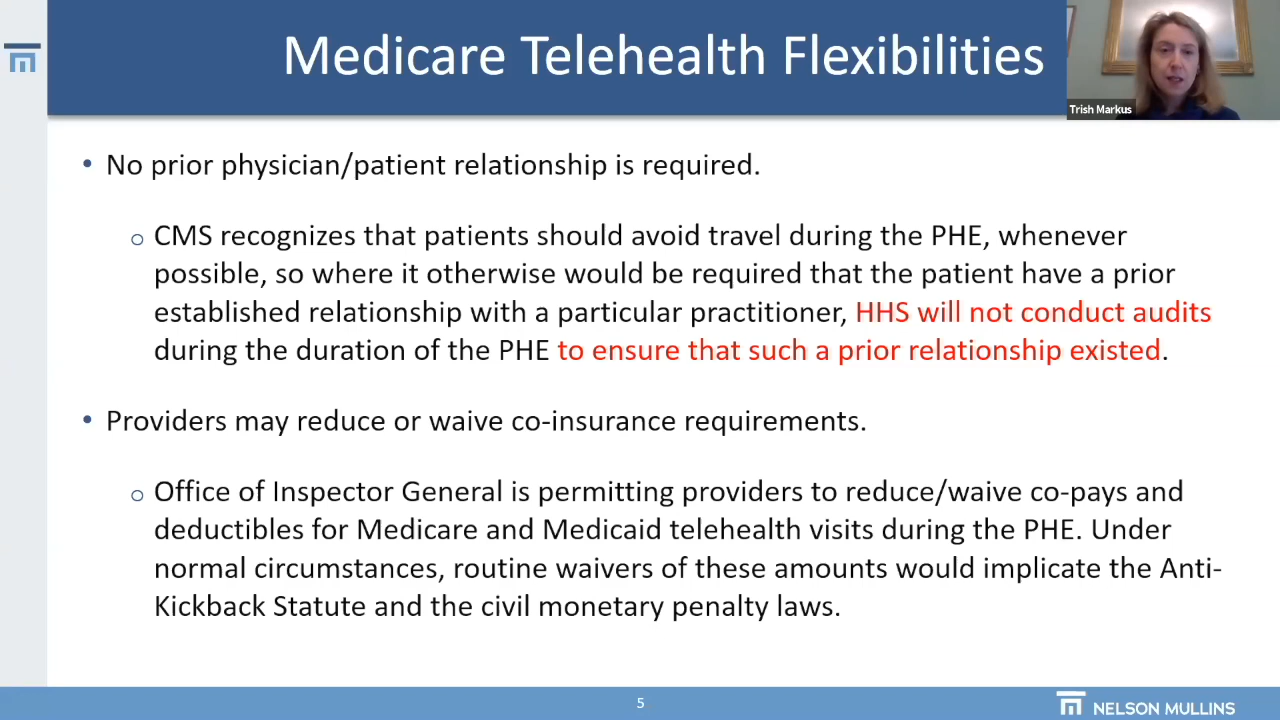 Medicare Telehealth Flexibilities
Trish Markus
• No prior physician/patient relationship is required.
o CMS recognizes that patients should avoid travel during the PHE, whenever
possible, so where it otherwise would be required that the patient have a prior
established relationship with a particular practitioner, HHS will not conduct audits
during the duration of the PHE to ensure that such a prior relationship existed.
• Providers may reduce or waive co-insurance requirements.
o Office of Inspector General is permitting providers to reduce/waive co-pays and
deductibles for Medicare and Medicaid telehealth visits during the PHE. Under
normal circumstances, routine waivers of these amounts would implicate the Anti-
Kickback Statute and the civil monetary penalty laws.
5
NELSON MULLINS